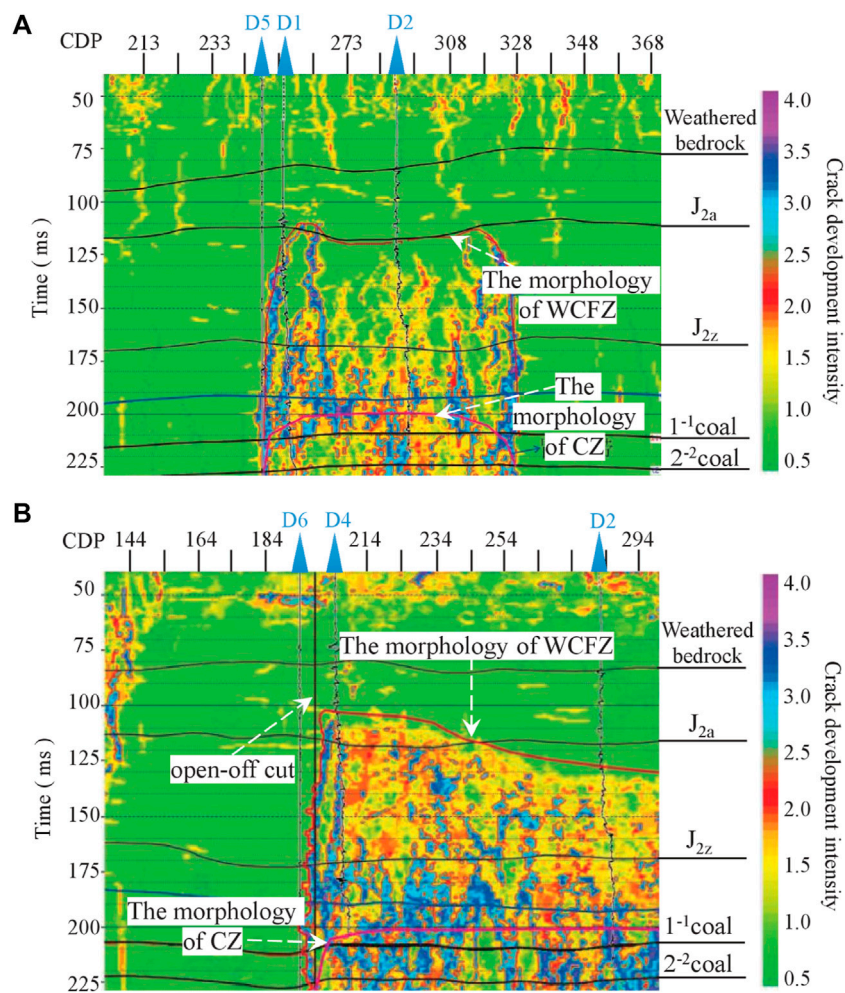 A
D5 D1 D2
CDP 213 233 273 308 328 348 368
50
75
100
125
150
175
200
225
Time ( ms )
Weathered
bedrock
J2a
J2z
1-1coal
2-2coal
The morphology
of WCFZ
The
morphology
of CZ
4.0
3.5
3.0
2.5
2.0
1.5
1.0
0.5
Crack development intensity
B
D6 D4 D2
CDP 144 164 184 214 234 254 294
50
75
100
125
150
175
200
225
Time ( ms )
The morphology of WCFZ
open-off cut
The morphology
of CZ
Weathered
bedrock
J2a
J2z
1-1coal
2-2coal
4.0
3.5
3.0
2.5
2.0
1.5
1.0
0.5
Crack development intensity